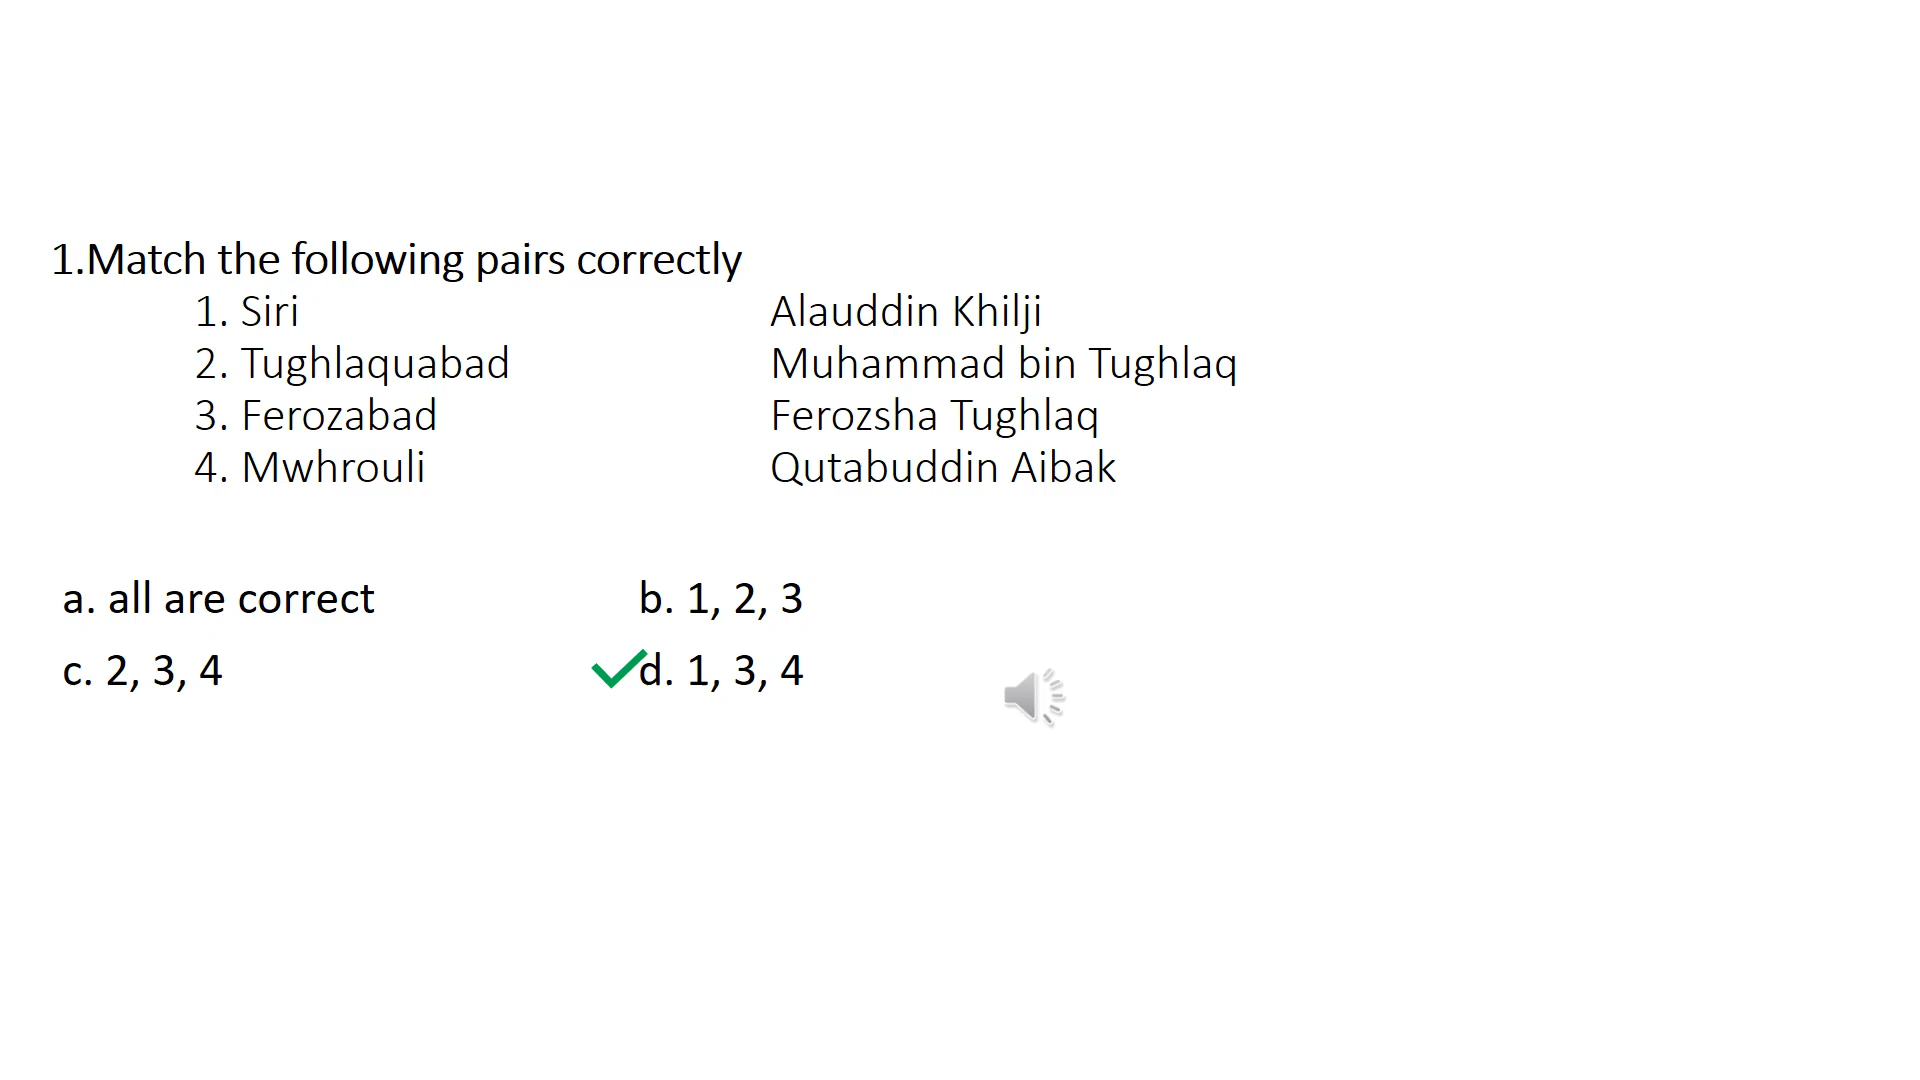 1.Match the following pairs correctly
1. Siri Alauddin Khilji
2. Tughlaquabad Muhammad bin Tughlaq
3. Ferozabad Ferozsha Tughlaq
4. Mwhrouli Qutabuddin Aibak
a. all are correct b. 1, 2, 3
c. 2, 3, 4 d. 1, 3, 4